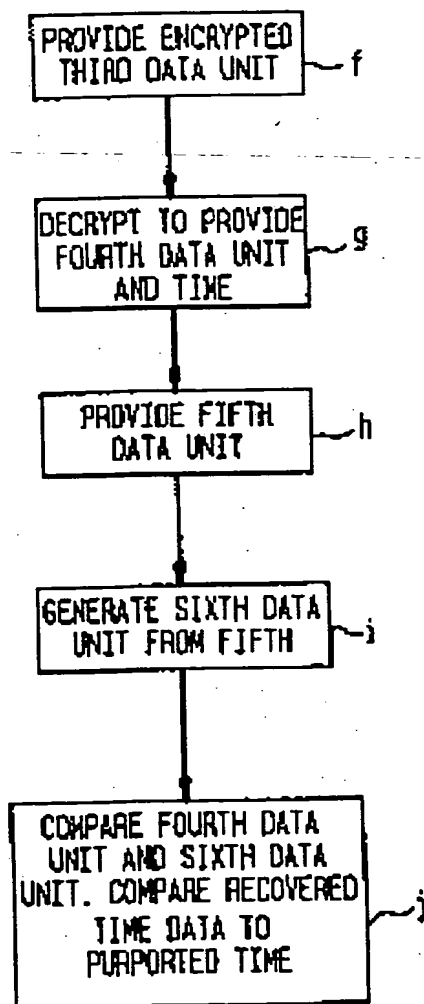 PROVIDE ENCRYPTED
THIRD DATA UNIT
f
DECRYPT TO PROVIDE
FOURTH DATA UNIT
AND TIME
g
PROVIDE FIFTH
DATA UNIT
h
GENERATE SIXTH DATA
UNIT FROM FIFTH
i
COMPARE FOURTH DATA
UNIT AND SIXTH DATA
UNIT. COMPARE RECOVERED
TIME DATA TO
PURPORTED TIME
j